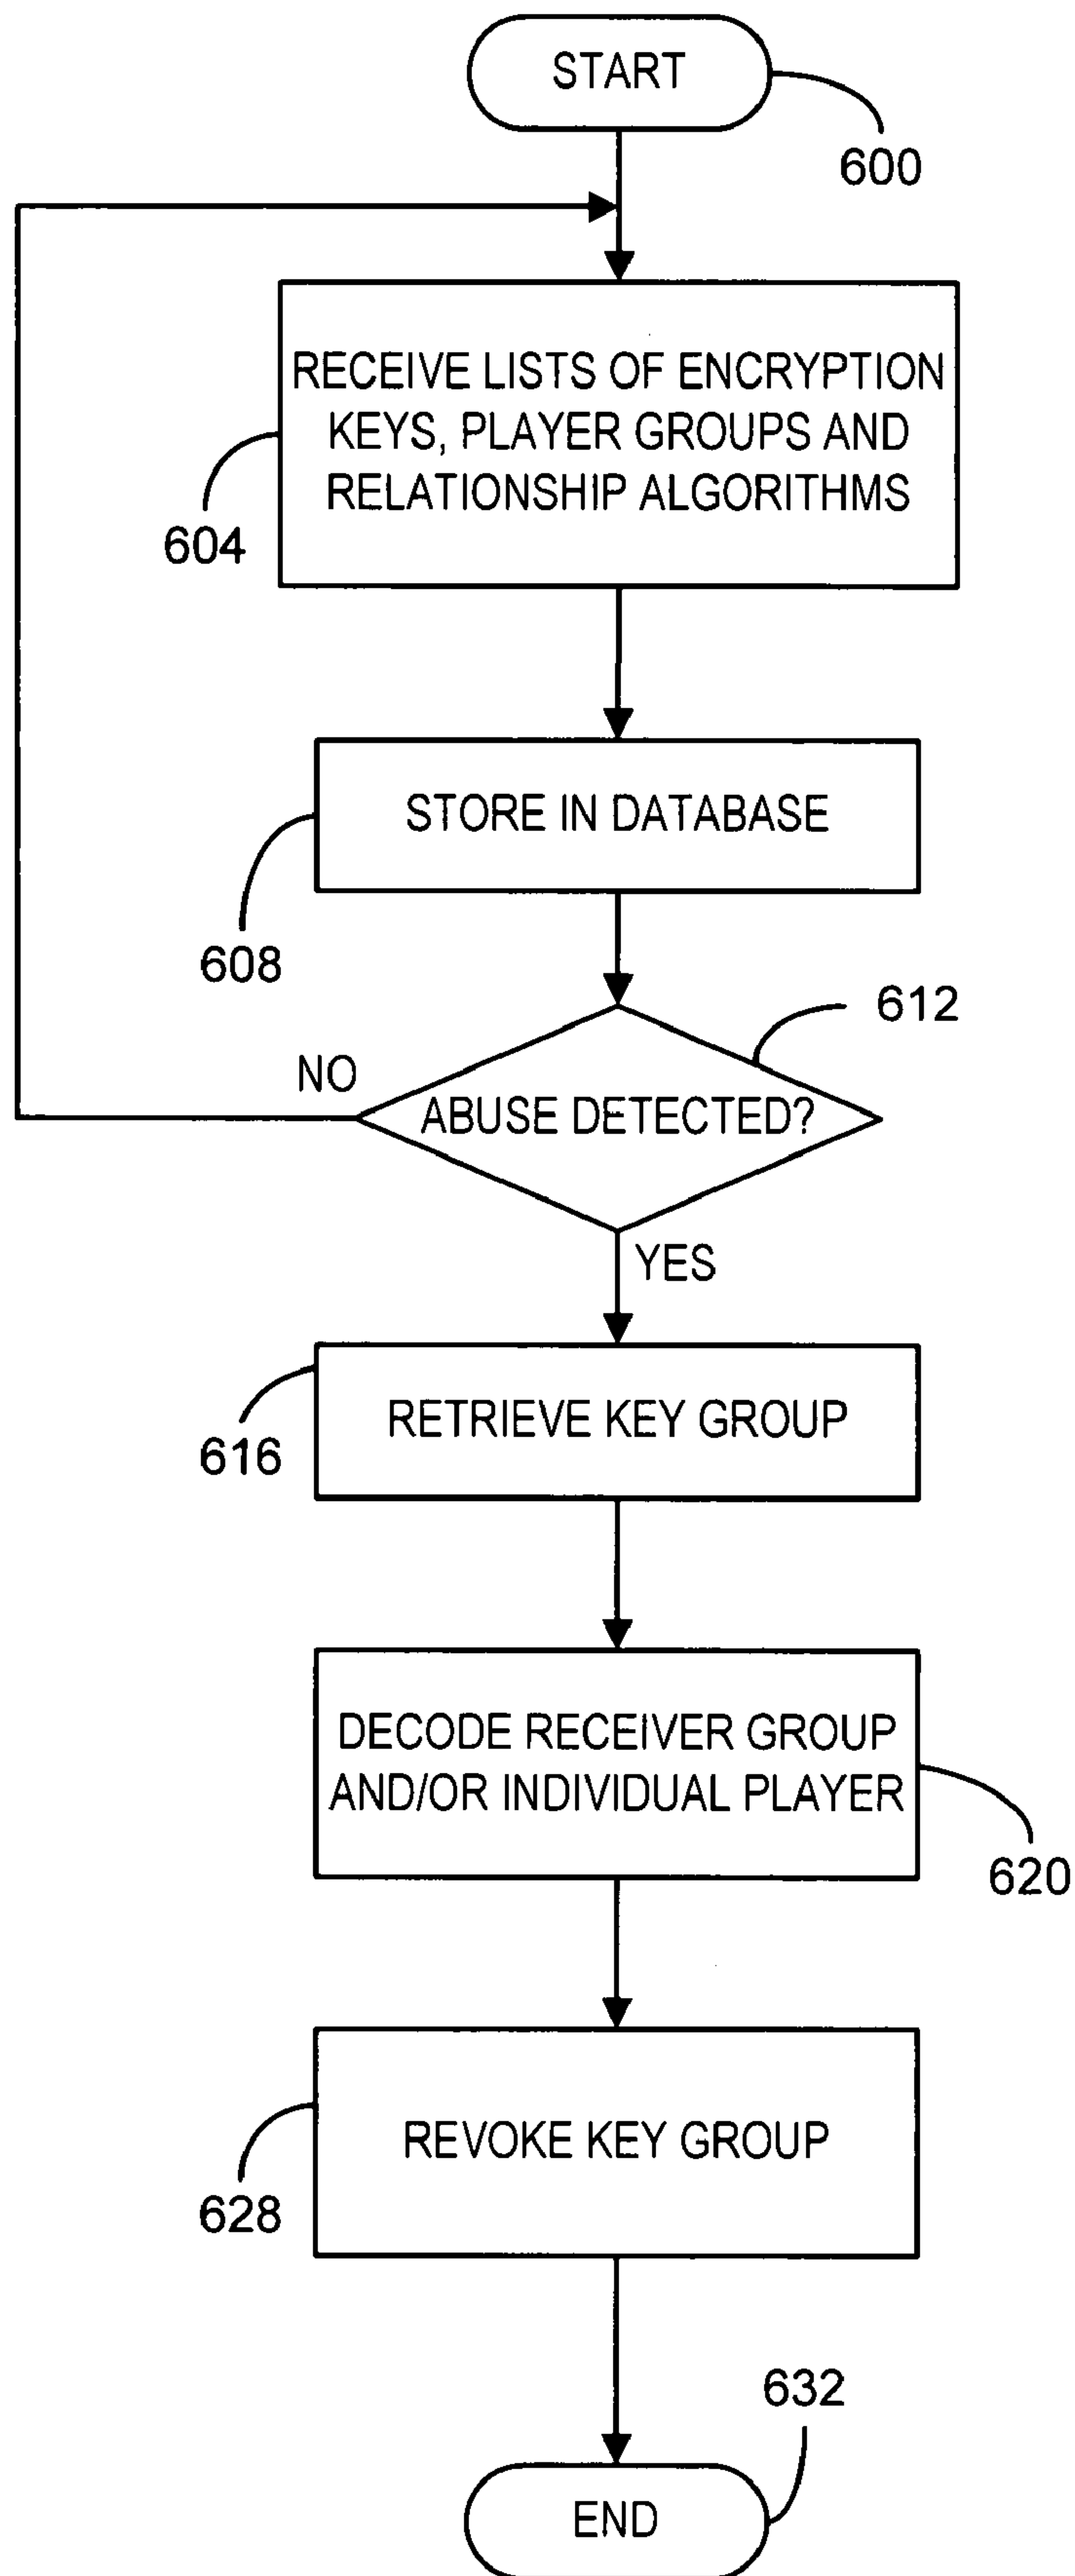 START
600
RECEIVE LISTS OF ENCRYPTION
KEYS, PLAYER GROUPS AND
RELATIONSHIP ALGORITHMS
604
STORE IN DATABASE
608
612
NO
ABUSE DETECTED?
YES
RETRIEVE KEY GROUP
616
DECODE RECEIVER GROUP
AND/OR INDIVIDUAL PLAYER
620
REVOKE KEY GROUP
628
632
END